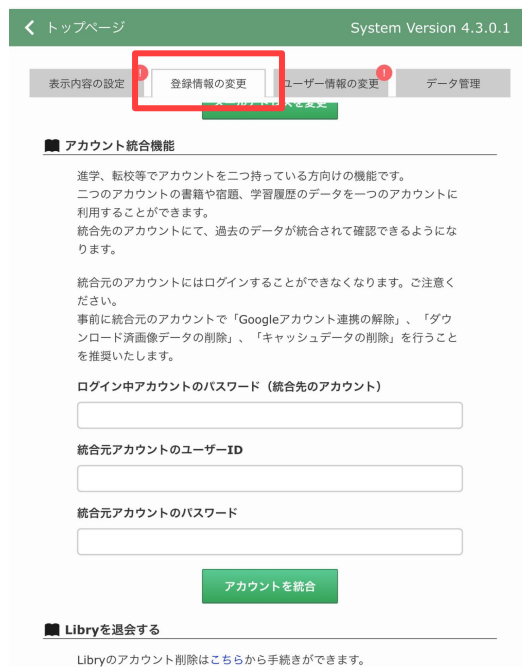 トップページ
System Version 4.3.0.1
表示内容の設定
登録情報の変更
ユーザー情報の変更
データ管理
アカウント統合機能
進学、転校等でアカウントを二つ持っている方向けの機能です。
二つのアカウントの書籍や宿題、学習履歴のデータを一つのアカウントに
利用することができます。
統合先のアカウントにて、過去のデータが統合されて確認できるようにな
ります。
統合元のアカウントにはログインすることができなくなります。ご注意く
ださい。
事前に統合元のアカウントで「Googleアカウント連携の解除」、「ダウ
ンロード済画像データの削除」、「キャッシュデータの削除」を行うこと
を推奨いたします。
ログイン中アカウントのパスワード（統合先のアカウント）
統合元アカウントのユーザーID
統合元アカウントのパスワード
アカウントを統合
Libryを退会する
Libryのアカウント削除はこちらから手続きができます。